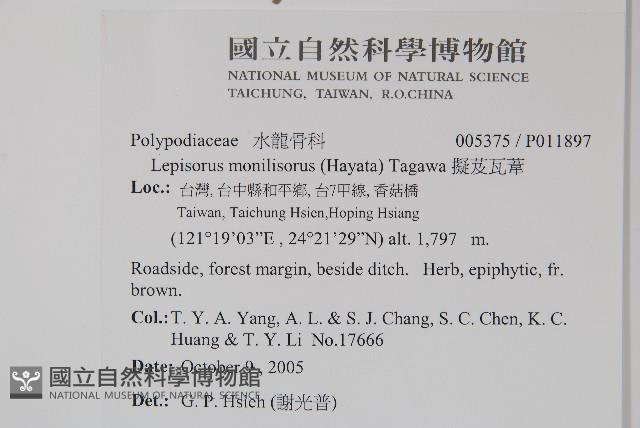 國立自然科學博物館
NATIONAL MUSEUM OF NATURAL SCIENCE
TAICHUNG, TAIWAN, R.O.CHINA
Polypodiaceae 水龍骨科 005375 / P011897
Lepisorus monilisorus (Hayata) Tagawa 擬芨瓦葦
Loc.: 台灣, 台中縣和平鄉, 台7甲線, 香菇橋
Taiwan, Taichung Hsien,Hoping Hsiang
(121°19’03”E , 24°21’29”N) alt. 1,797 m.
Roadside, forest margin, beside ditch. Herb, epiphytic, fr.
brown.
Col.: T. Y. A. Yang, A. L. & S. J. Chang, S. C. Chen, K. C.
Huang & T. Y. Li No.17666
Date: October 9, 2005
國立自然科學博物館
NATIONAL MUSEUM OF NATURAL SCIENCE
Det.: G. P. Hsieh (謝光普)